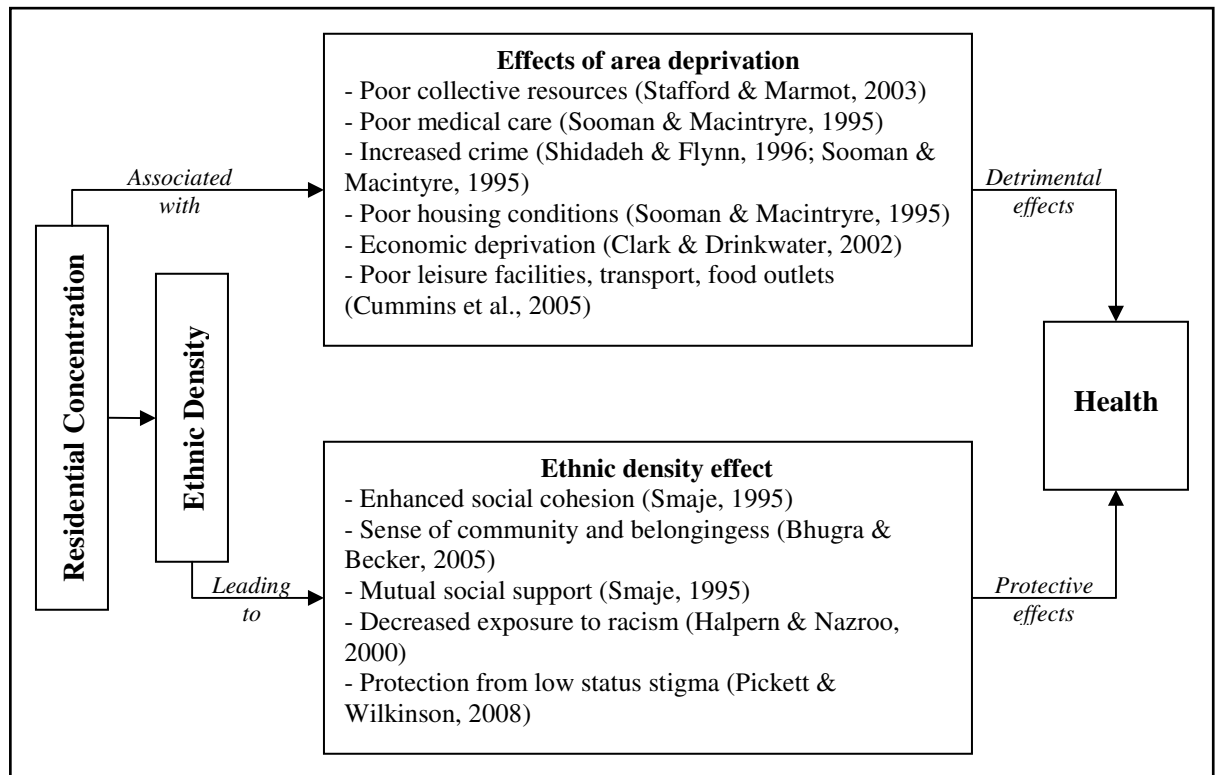 Effects of area deprivation
- Poor collective resources (Stafford & Marmot, 2003)
- Poor medical care (Sooman & Macintryre, 1995)
- Increased crime (Shidadeh & Flynn, 1996; Sooman &
Macintyre, 1995)
- Poor housing conditions (Sooman & Macintryre, 1995)
- Economic deprivation (Clark & Drinkwater, 2002)
- Poor leisure facilities, transport, food outlets
(Cummins et al., 2005)
Associated
with
Detrimental
effects
Residential Concentration
Ethnic Density
Health
Ethnic density effect
- Enhanced social cohesion (Smaje, 1995)
- Sense of community and belongingess (Bhugra &
Becker, 2005)
- Mutual social support (Smaje, 1995)
- Decreased exposure to racism (Halpern & Nazroo,
2000)
- Protection from low status stigma (Pickett &
Wilkinson, 2008)
Leading
to
Protective
effects